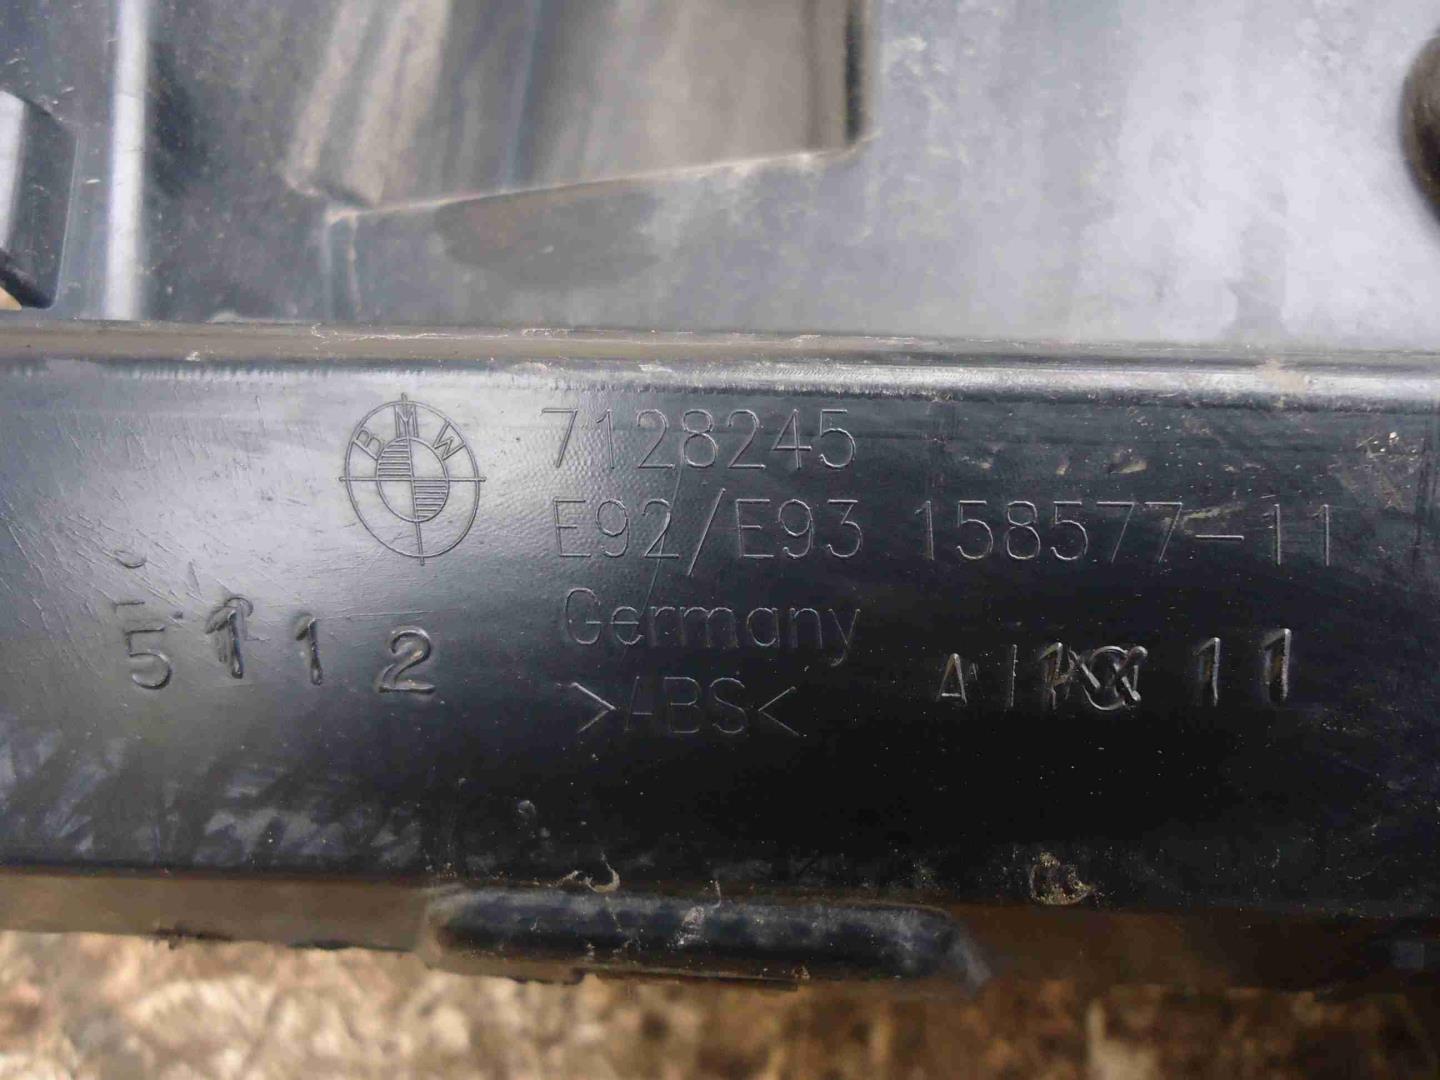 BMW 7128245
E92/E93 158577-11
Germany
5112
>ABS<